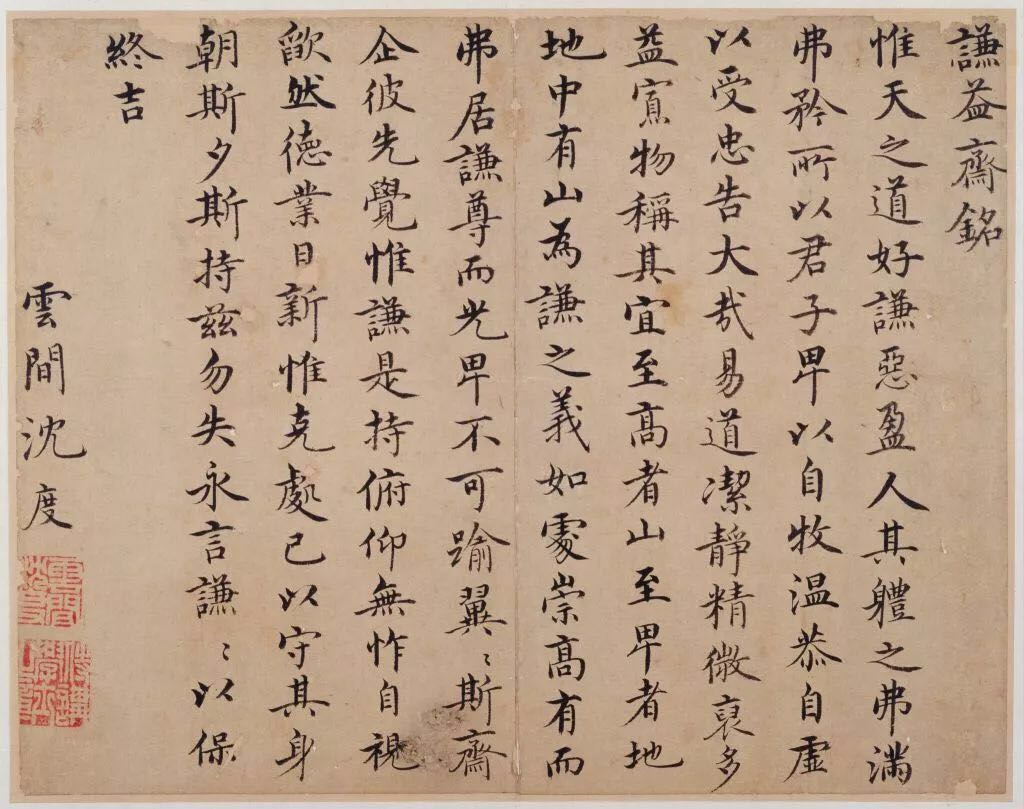 謙益齋銘
惟天之道好謙惡盈人其軆之弗滿
弗矜所以君子卑以自牧温恭自虛
以受忠告大哉易道潔靜精微裒多
益寡物稱其宜至高者山至卑者地
地中有山為謙之義如處崇高有而
弗居謙尊而光卑不可踰翼〻斯齋
企彼先覺惟謙是持俯仰無怍自視
歉然德業日新惟克處己以守其身
朝斯夕斯持茲勿失永言謙〻以保
終吉
雲間沈度